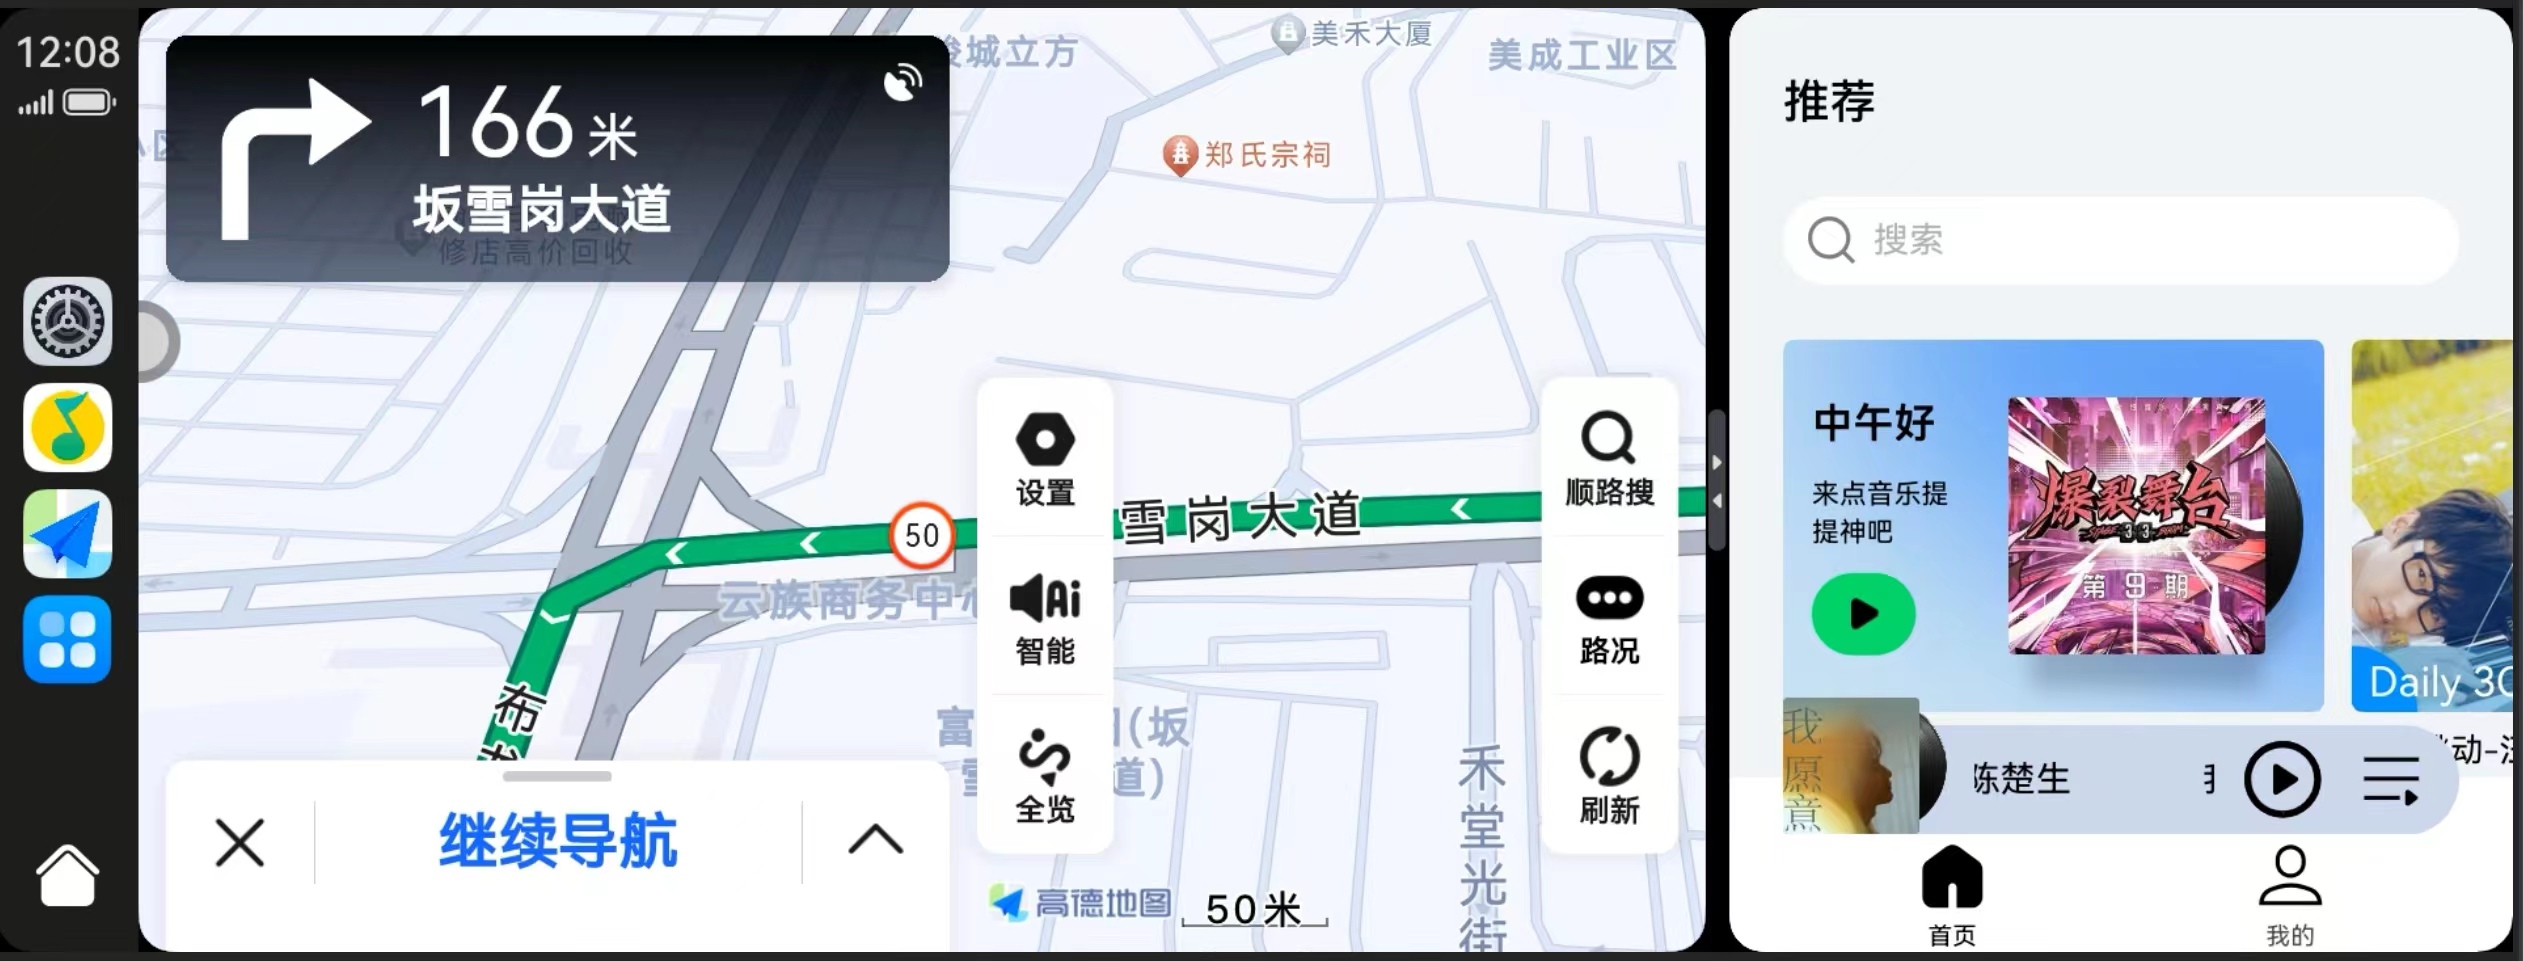 12:08
166米
坂雪岗大道
修店高价回收
城立方
美禾大厦
美成工业区
郑氏宗祠
小区
50
雪岗大道
云族商务中心
布
富
(坂
道)
禾堂光街
设置
智能
Ai
全览
顺路搜
路况
刷新
继续导航
高德地图
50米
推荐
搜索
中午好
来点音乐提
提神吧
爆裂舞台
第9期
Daily 30
我
原
意
陈楚生
动-
首页
我的